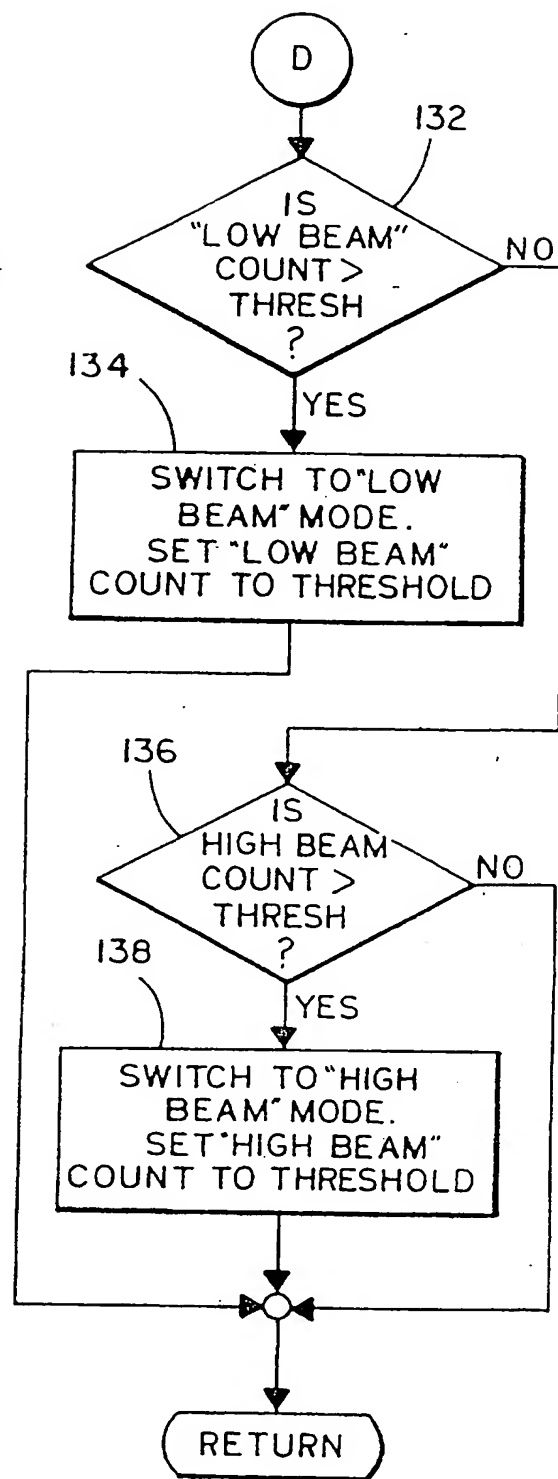 D
132
IS
"LOW BEAM"
COUNT >
THRESH
?
NO
134
YES
SWITCH TO "LOW
BEAM" MODE.
SET "LOW BEAM"
COUNT TO THRESHOLD
136
IS
HIGH BEAM
COUNT >
THRESH
?
NO
138
YES
SWITCH TO "HIGH
BEAM" MODE.
SET "HIGH BEAM"
COUNT TO THRESHOLD
RETURN